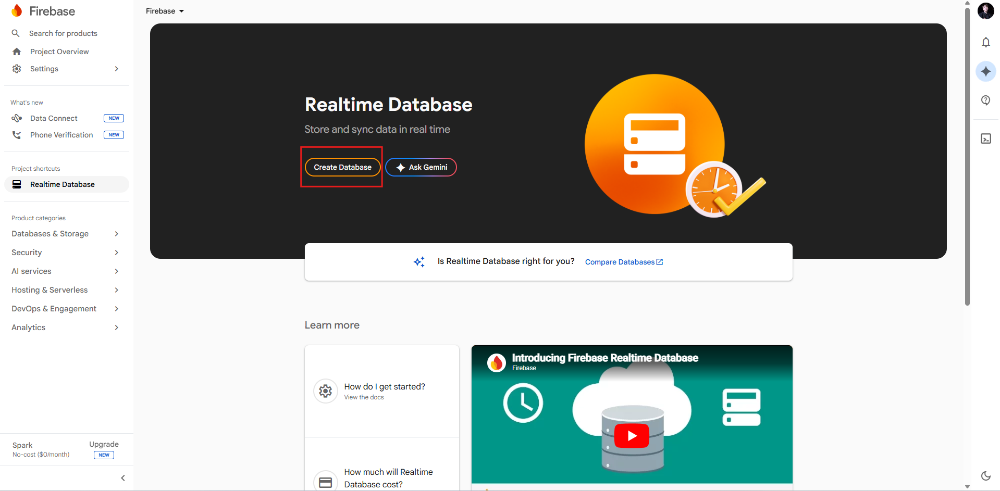 Firebase
Search for products
Project Overview
Settings
What's new
Data Connect NEW
Phone Verification NEW
Project shortcuts
Realtime Database
Product categories
Databases & Storage
Security
AI services
Hosting & Serverless
DevOps & Engagement
Analytics
Spark
No-cost ($0/month)
Upgrade
NEW
Firebase
Realtime Database
Store and sync data in real time
Create Database
Ask Gemini
Is Realtime Database right for you? Compare Databases
Learn more
How do I get started?
View the docs
How much will Realtime
Database cost?
Introducing Firebase Realtime Database
Firebase